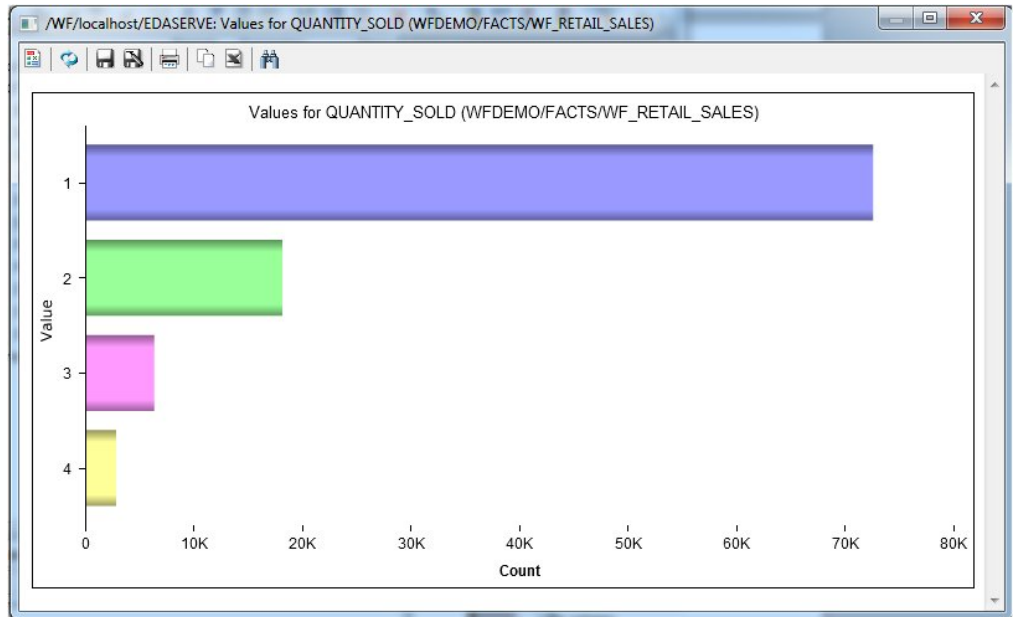 /WF/localhost/EDASERVE: Values for QUANTITY_SOLD (WFDEMO/FACTS/WF_RETAIL_SALES)
Values for QUANTITY_SOLD (WFDEMO/FACTS/WF_RETAIL_SALES)
Value
1
2
3
4
0 10K 20K 30K 40K 50K 60K 70K 80K
Count